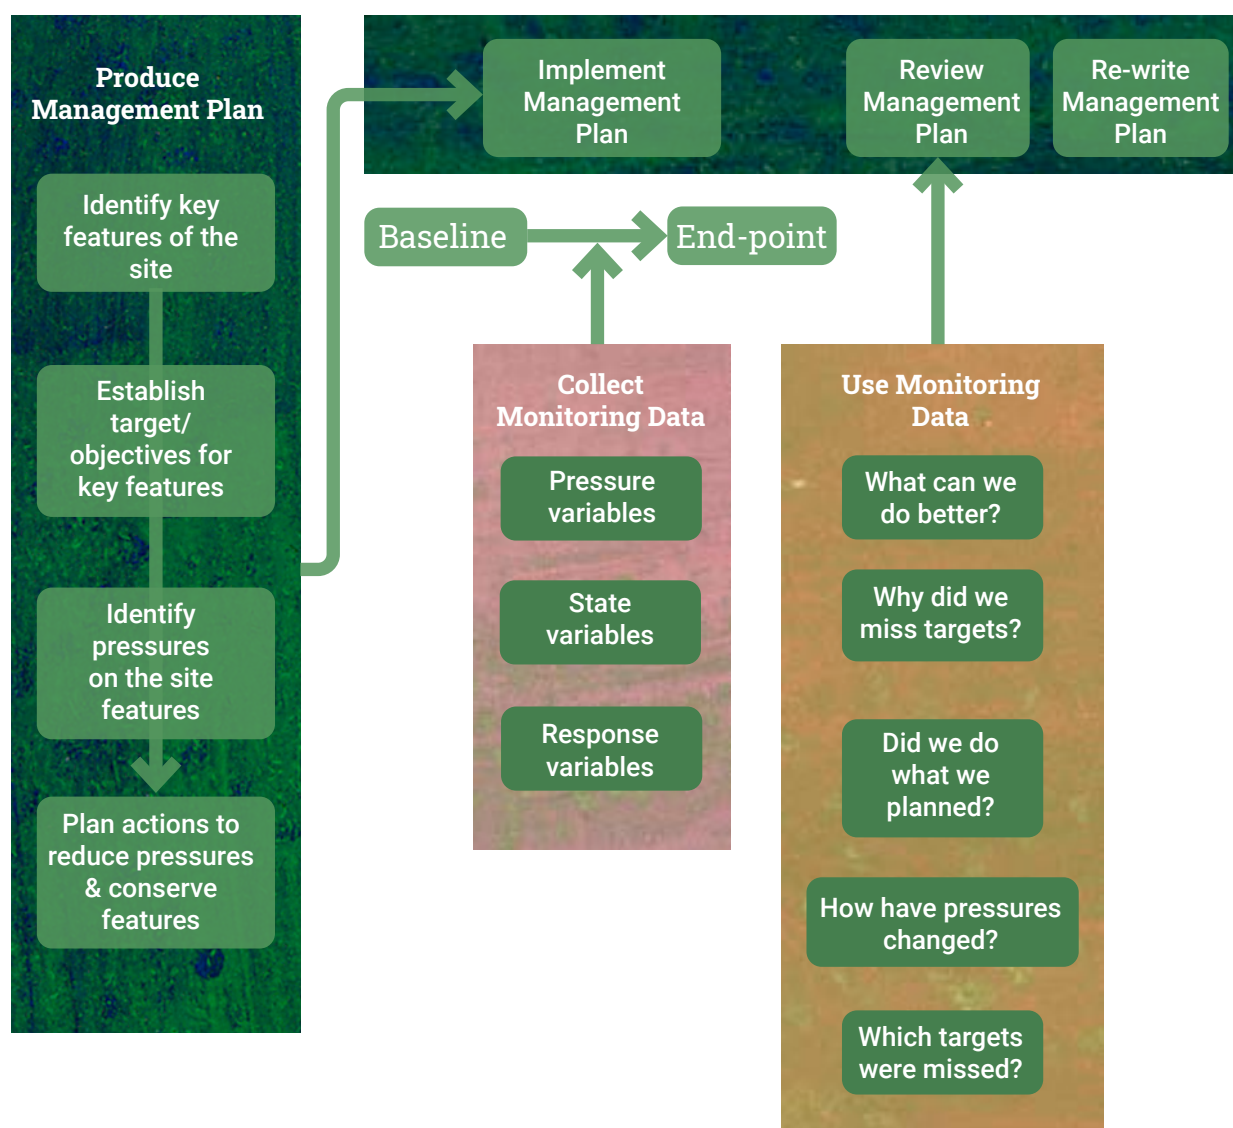 Produce
Management Plan
Identify key
features of the
site
Establish
target/
objectives for
key features
Identify
pressures
on the site
features
Plan actions to
reduce pressures
& conserve
features
Implement
Management
Plan
Review
Management
Plan
Re-write
Management
Plan
Baseline
End-point
Collect
Monitoring Data
Pressure
variables
State
variables
Response
variables
Use Monitoring
Data
What can we
do better?
Why did we
miss targets?
Did we do
what we
planned?
How have pressures
changed?
Which targets
were missed?